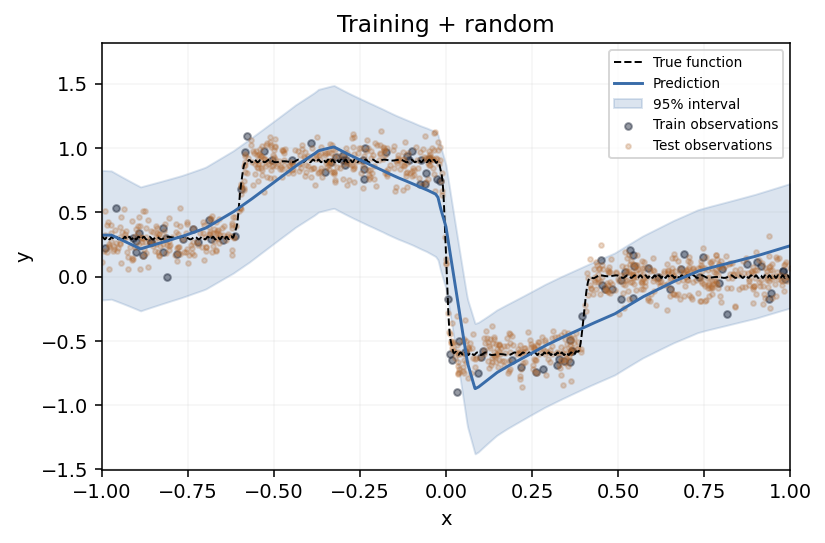 Training + random
1.5
1.0
0.5
0.0
−0.5
−1.0
−1.5
y
−1.00 −0.75 −0.50 −0.25 0.00 0.25 0.50 0.75 1.00
x
True function
Prediction
95% interval
Train observations
Test observations